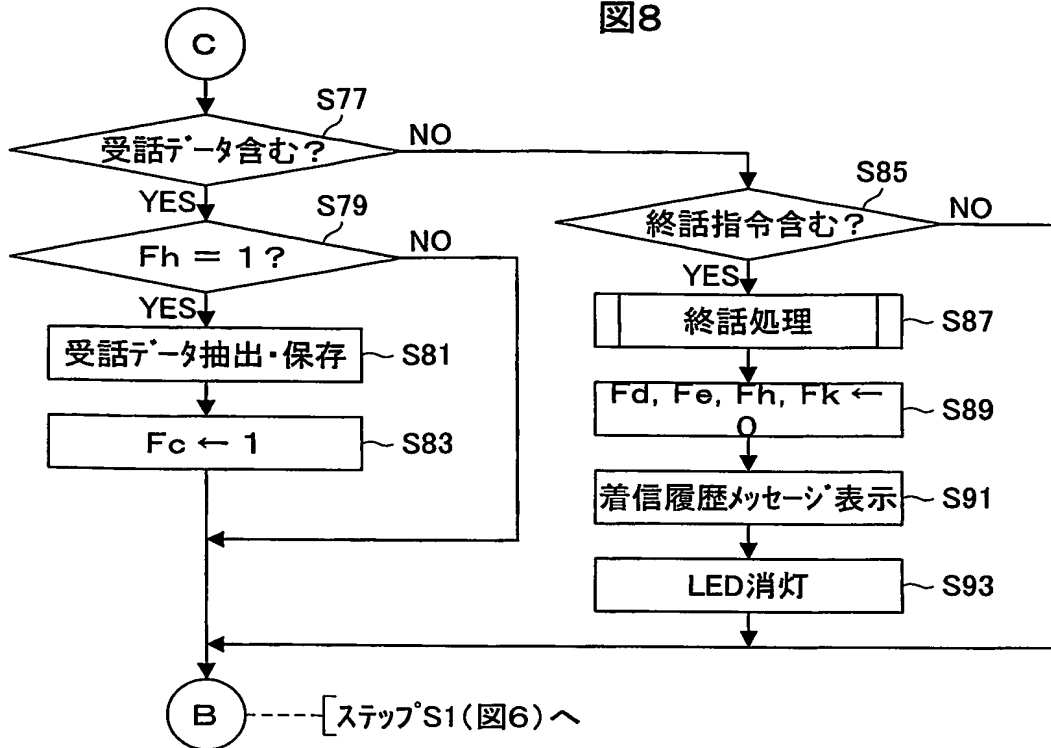 図8
C
S77
受話データ含む?
NO
YES
S79
Fh = 1?
NO
YES
受話データ抽出・保存
S81
Fc ← 1
S83
S85
終話指令含む?
NO
YES
終話処理
S87
Fd, Fe, Fh, Fk ←
0
S89
着信履歴メッセージ表示
S91
LED消灯
S93
B
ステップS1(図6)へ